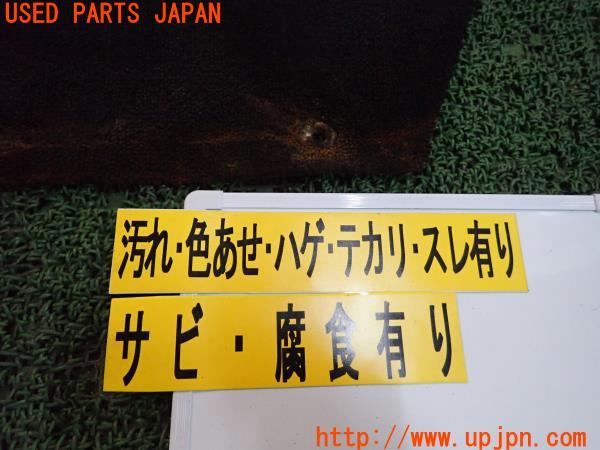 USED PARTS JAPAN
汚れ・色あせ・ハゲ・テカリ・スレ有り
サビ・腐食有り
http://www.upjpn.com